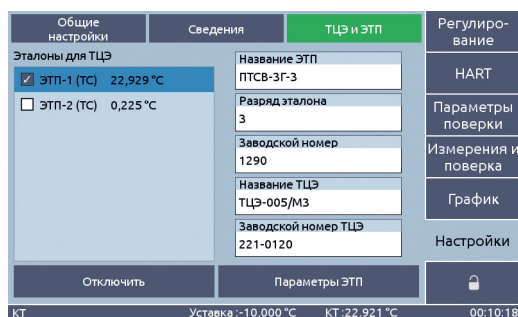 Общие
настройки
Сведения
ТЦЭ и ЭТП
Эталоны для ТЦЭ
ЭТП-1 (ТС) 22,929 °C
ЭТП-2 (ТС) 0,225 °C
Название ЭТП
ПТСВ-3Г-3
Разряд эталона
3
Заводской номер
1290
Название ТЦЭ
ТЦЭ-005/М3
Заводской номер ТЦЭ
221-0120
Отключить
Параметры ЭТП
Регулиро-
вание
HART
Параметры
поверки
Измерения и
поверка
График
Настройки
КТ Уставка :-10,000 °C КТ :22,921 °C 00:10:18